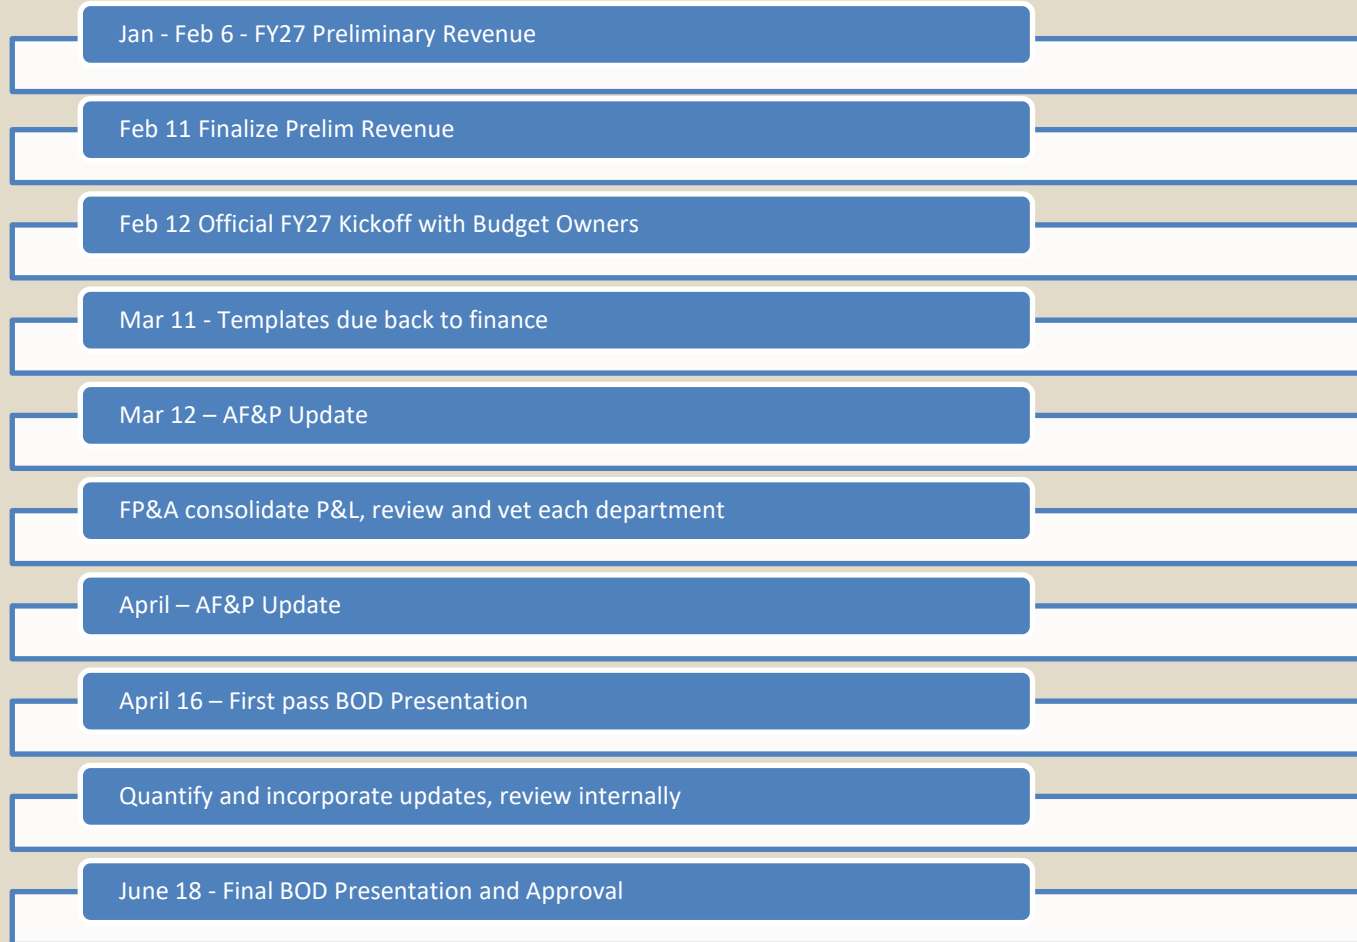 Jan - Feb 6 - FY27 Preliminary Revenue
Feb 11 Finalize Prelim Revenue
Feb 12 Official FY27 Kickoff with Budget Owners
Mar 11 - Templates due back to finance
Mar 12 – AF&P Update
FP&A consolidate P&L, review and vet each department
April – AF&P Update
April 16 – First pass BOD Presentation
Quantify and incorporate updates, review internally
June 18 - Final BOD Presentation and Approval